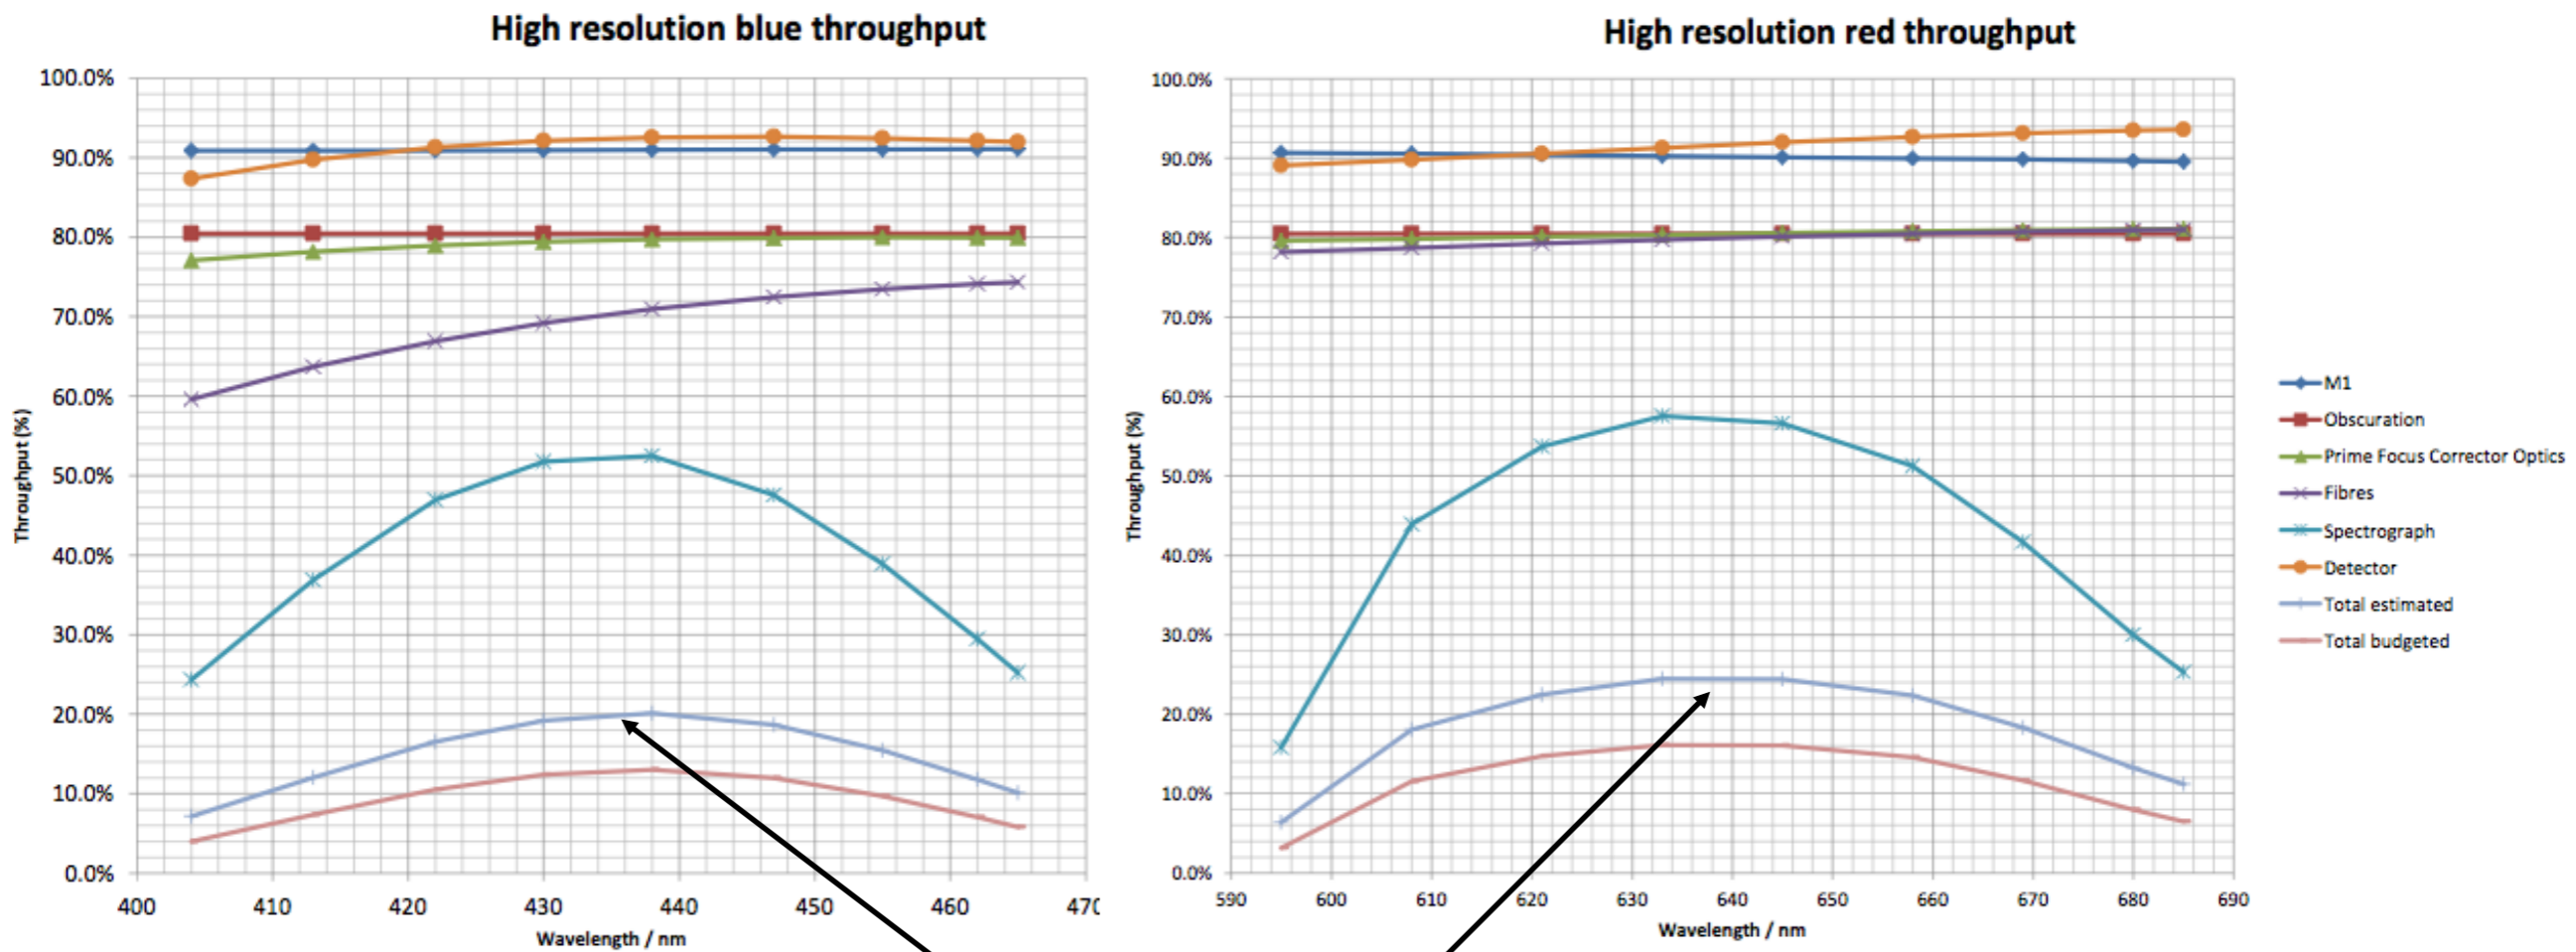 High resolution blue throughput
100.0%
90.0%
80.0%
70.0%
60.0%
50.0%
40.0%
30.0%
20.0%
10.0%
0.0%
Throughput (%)
400 410 420 430 440 450 460 470
Wavelength / nm
High resolution red throughput
100.0%
90.0%
80.0%
70.0%
60.0%
50.0%
40.0%
30.0%
20.0%
10.0%
0.0%
Throughput (%)
590 600 610 620 630 640 650 660 670 680 690
Wavelength / nm
M1
Obscuration
Prime Focus Corrector Optics
Fibres
Spectrograph
Detector
Total estimated
Total budgeted